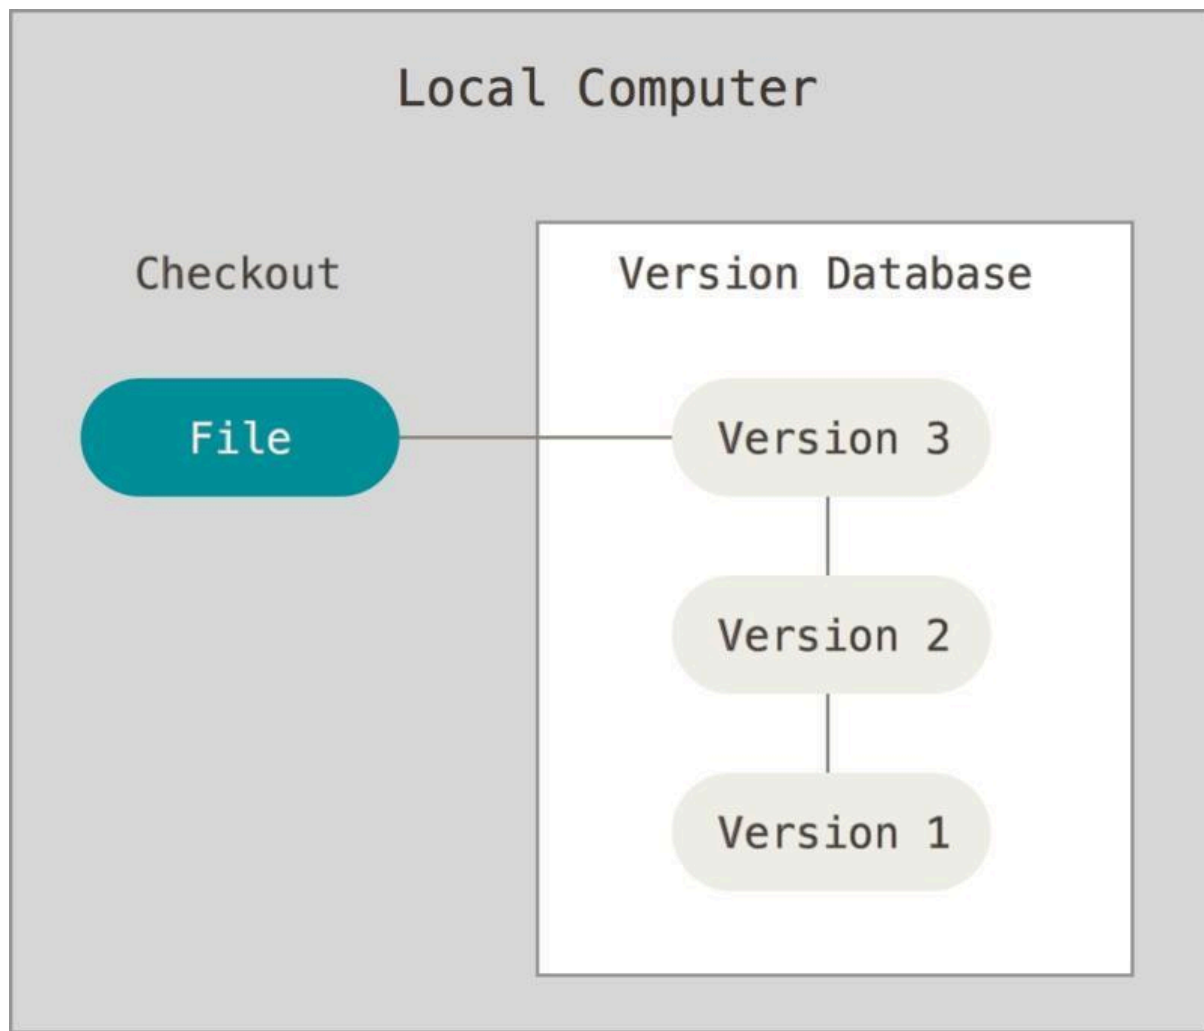 Local Computer
Checkout
Version Database
File
Version 3
Version 2
Version 1